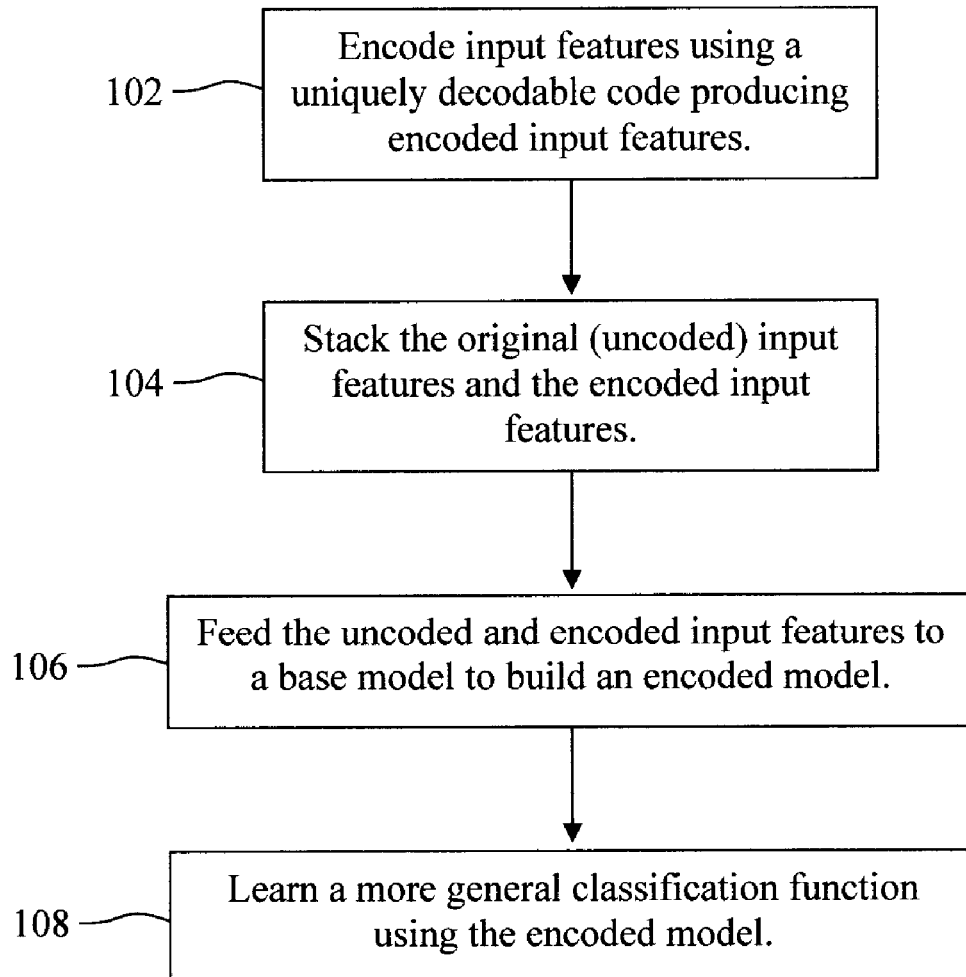 Encode input features using a
102
uniquely decodable code producing
encoded input features.
Stack the original (uncoded) input
104
features and the encoded input
features.
Feed the uncoded and encoded input features to
106
a base model to build an encoded model.
Learn a more general classification function
108
using the encoded model.